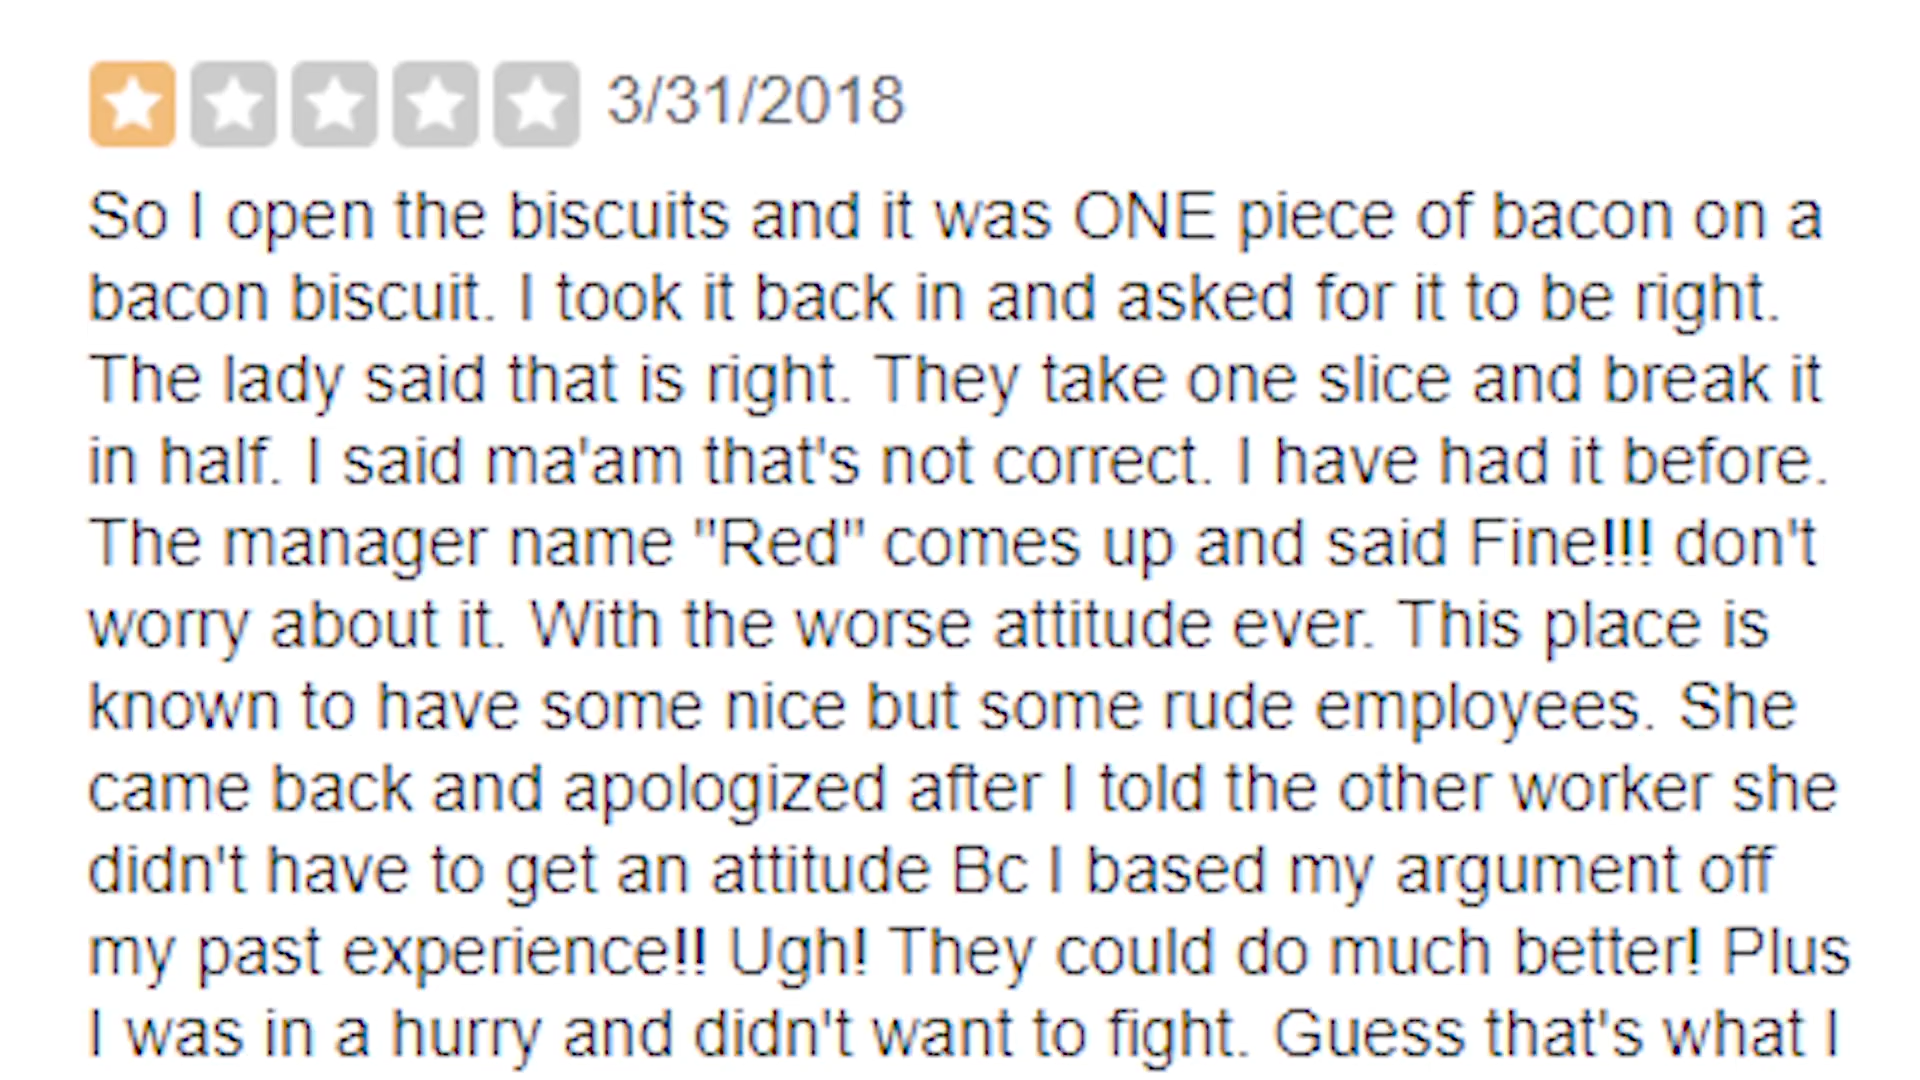 3/31/2018
So I open the biscuits and it was ONE piece of bacon on a
bacon biscuit. I took it back in and asked for it to be right.
The lady said that is right. They take one slice and break it
in half. I said ma'am that's not correct. I have had it before.
The manager name "Red" comes up and said Fine!!! don't
worry about it. With the worse attitude ever. This place is
known to have some nice but some rude employees. She
came back and apologized after I told the other worker she
didn't have to get an attitude Bc I based my argument off
my past experience!! Ugh! They could do much better! Plus
I was in a hurry and didn't want to fight. Guess that's what I